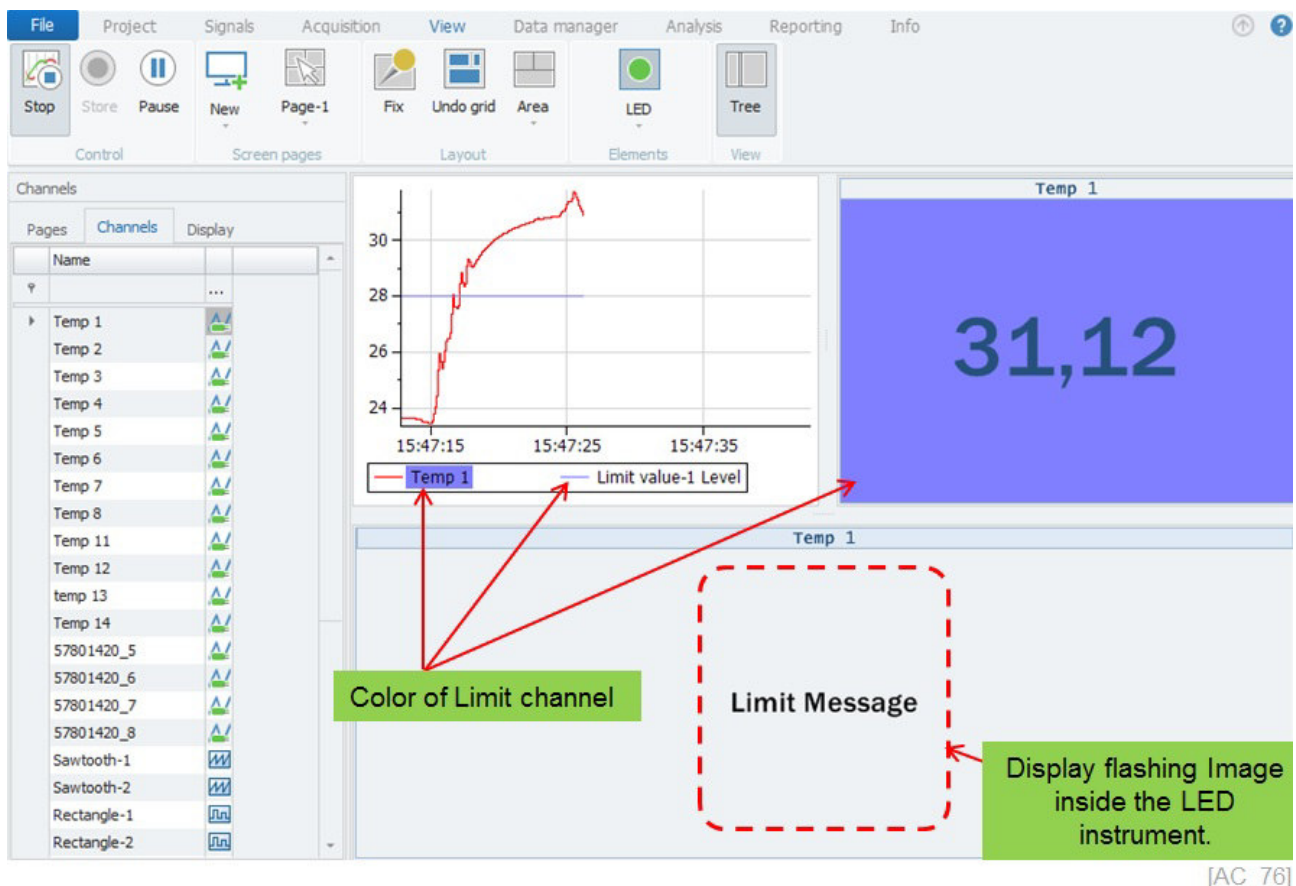 File Project Signals Acquisition View Data manager Analysis Reporting Info
Stop Store Pause New Page-1 Fix Undo grid Area LED Tree
Control Screen pages Layout Elements View
Channels
Pages Channels Display
Name
...
Temp 1
Temp 2
Temp 3
Temp 4
Temp 5
Temp 6
Temp 7
Temp 8
Temp 11
Temp 12
temp 13
Temp 14
57801420_5
57801420_6
57801420_7
57801420_8
Sawtooth-1
Sawtooth-2
Rectangle-1
Rectangle-2
30
28
26
24
15:47:15 15:47:25 15:47:35
Temp 1 Limit value-1 Level
Temp 1
31,12
Temp 1
Color of Limit channel
Limit Message
Display flashing Image
inside the LED
instrument.
[AC_76]